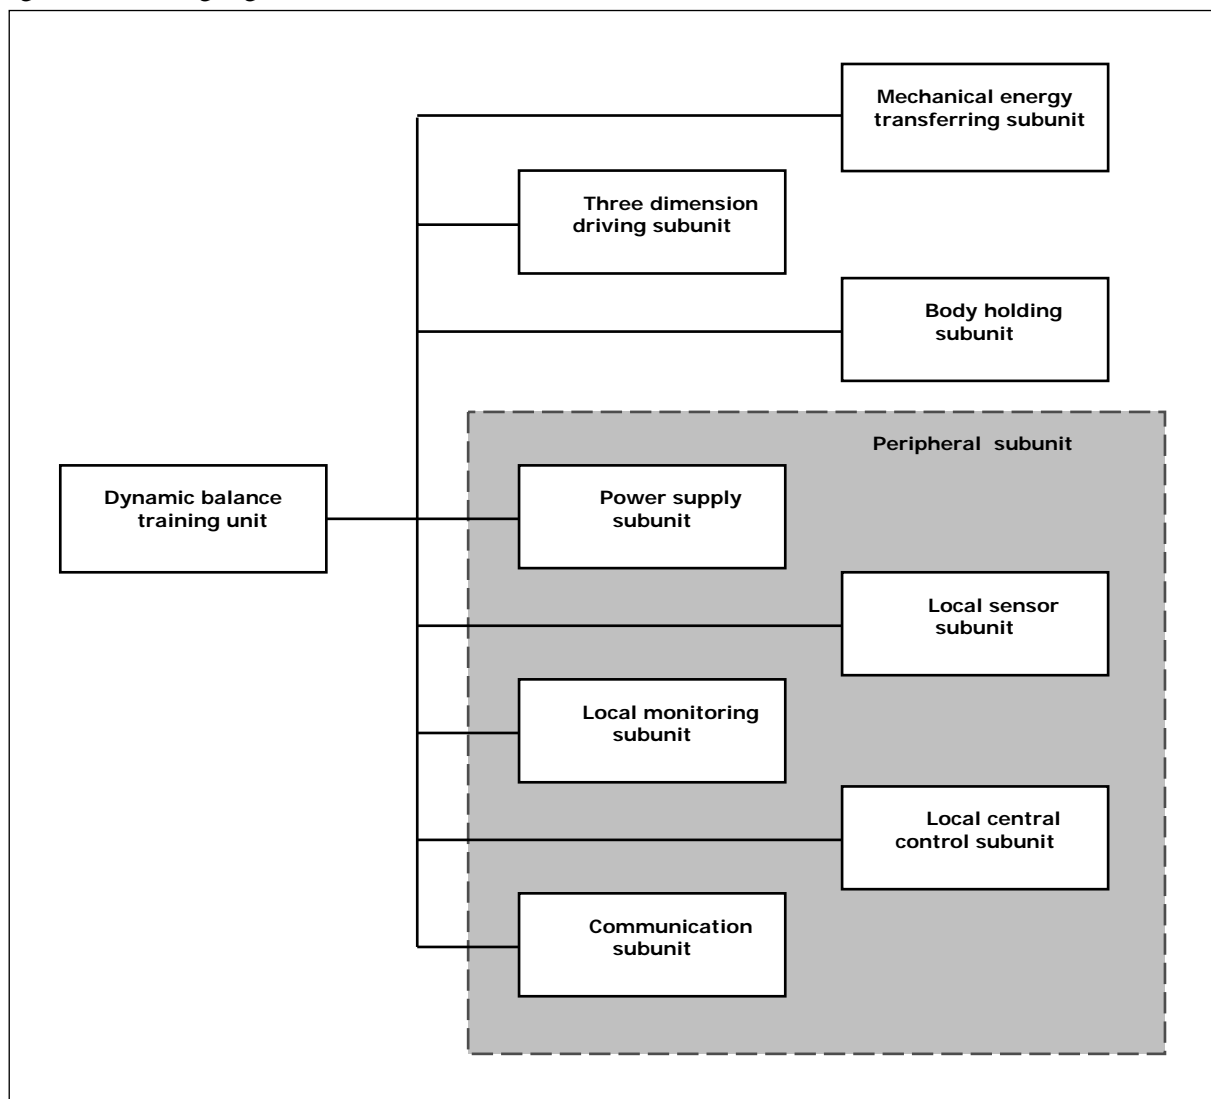 Mechanical energy
transferring subunit
Three dimension
driving subunit
Body holding
subunit
Peripheral subunit
Dynamic balance
training unit
Power supply
subunit
Local sensor
subunit
Local monitoring
subunit
Local central
control subunit
Communication
subunit